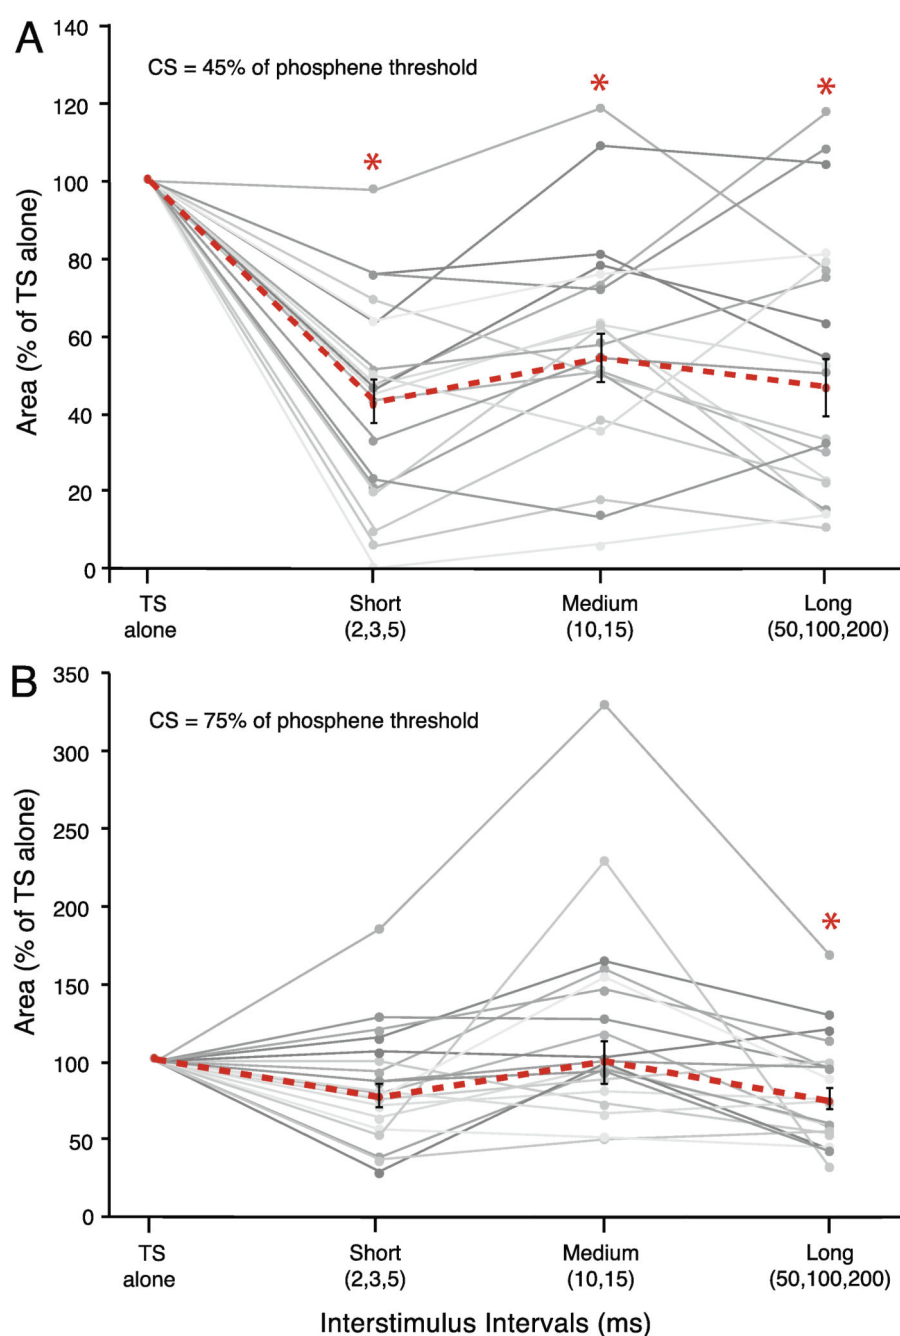 A
CS = 45% of phosphene threshold
Area (% of TS alone)
140
120
100
80
60
40
20
0
*
*
*
TS alone
Short (2,3,5)
Medium (10,15)
Long (50,100,200)
B
CS = 75% of phosphene threshold
Area (% of TS alone)
350
300
250
200
150
100
50
0
*
TS alone
Short (2,3,5)
Medium (10,15)
Long (50,100,200)
Interstimulus Intervals (ms)